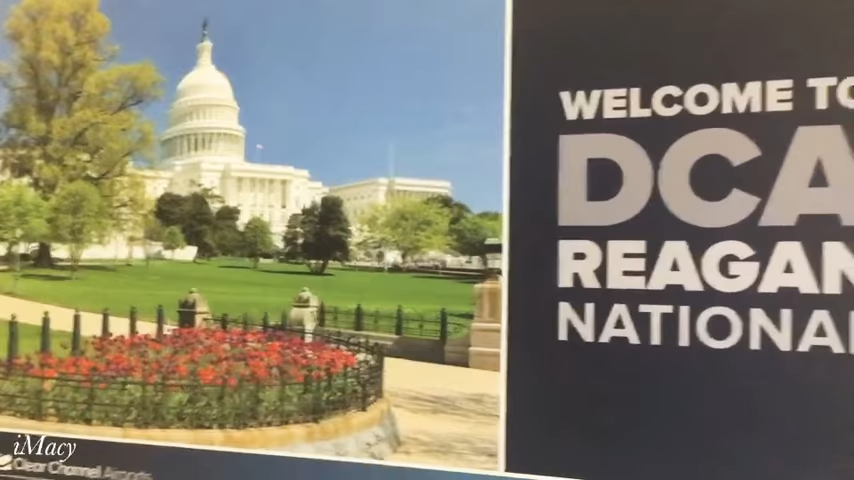 WELCOME TO
DCA
REAGAN
NATIONAL
iMacy
Clear Channel Airports